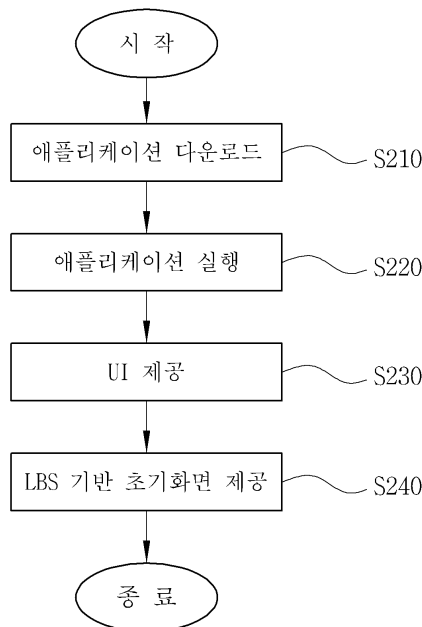 시 작
애플리케이션 다운로드
S210
애플리케이션 실행
S220
UI 제공
S230
LBS 기반 초기화면 제공
S240
종 료